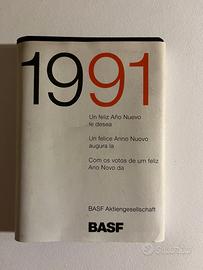 1991
Un feliz Año Nuevo
le desea
Un felice Anno Nuovo
augura la
Com os votos de um feliz
Ano Novo da
BASF Aktiengesellschaft
BASF
Subito